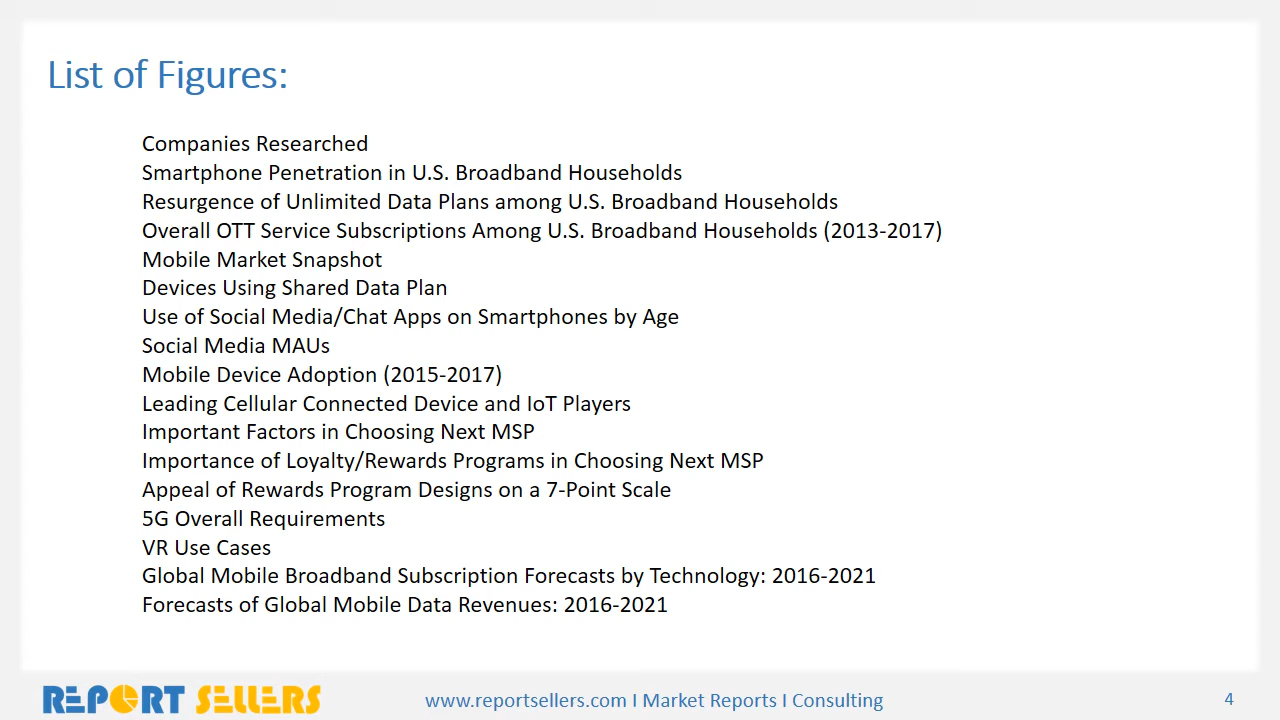 List of Figures:
Companies Researched
Smartphone Penetration in U.S. Broadband Households
Resurgence of Unlimited Data Plans among U.S. Broadband Households
Overall OTT Service Subscriptions Among U.S. Broadband Households (2013-2017)
Mobile Market Snapshot
Devices Using Shared Data Plan
Use of Social Media/Chat Apps on Smartphones by Age
Social Media MAUs
Mobile Device Adoption (2015-2017)
Leading Cellular Connected Device and IoT Players
Important Factors in Choosing Next MSP
Importance of Loyalty/Rewards Programs in Choosing Next MSP
Appeal of Rewards Program Designs on a 7-Point Scale
5G Overall Requirements
VR Use Cases
Global Mobile Broadband Subscription Forecasts by Technology: 2016-2021
Forecasts of Global Mobile Data Revenues: 2016-2021
REPORT SELLERS
www.reportsellers.com I Market Reports I Consulting
4